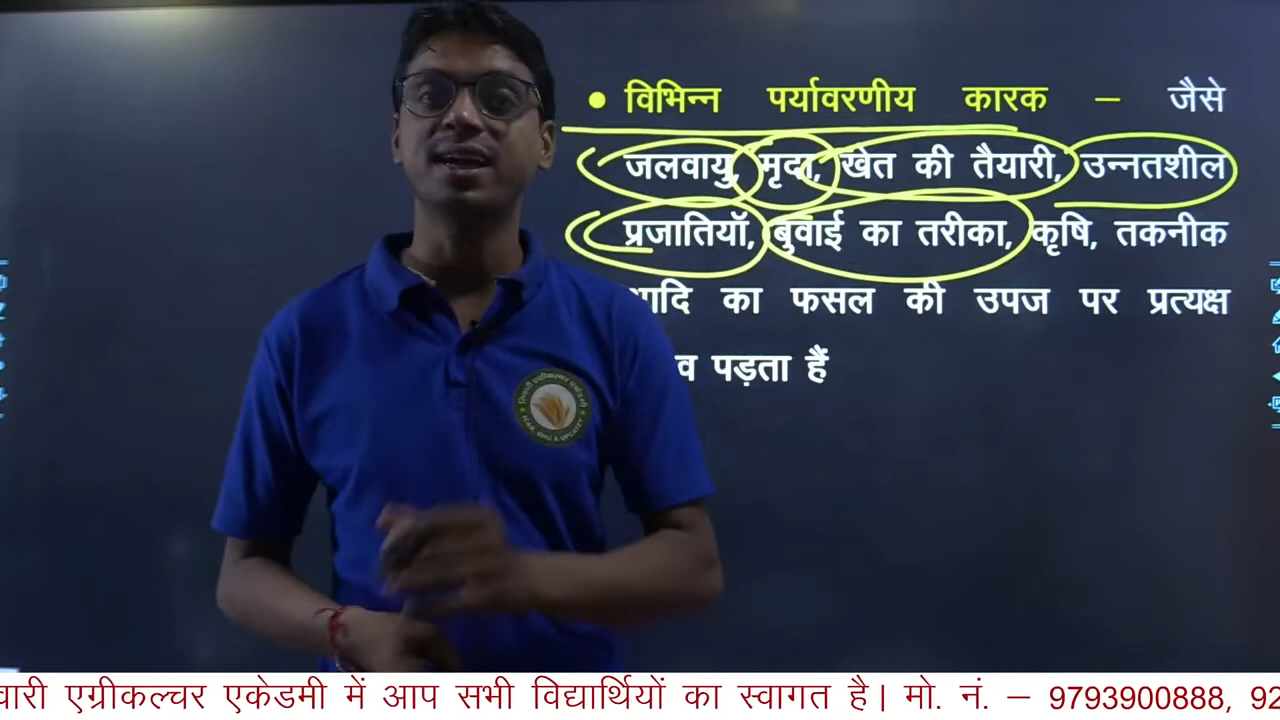 • विभिन्न पर्यावरणीय कारक – जैसे
जलवायु, मृदा, खेत की तैयारी, उन्नतशील
प्रजातियॉ, बुवाई का तरीका, कृषि, तकनीक
का फसल की उपज पर प्रत्यक्ष
पड़ता हैं
एग्रीकल्चर एकेडमी में आप सभी विद्यार्थियों का स्वागत है। मो. नं. – 9793900888, 92